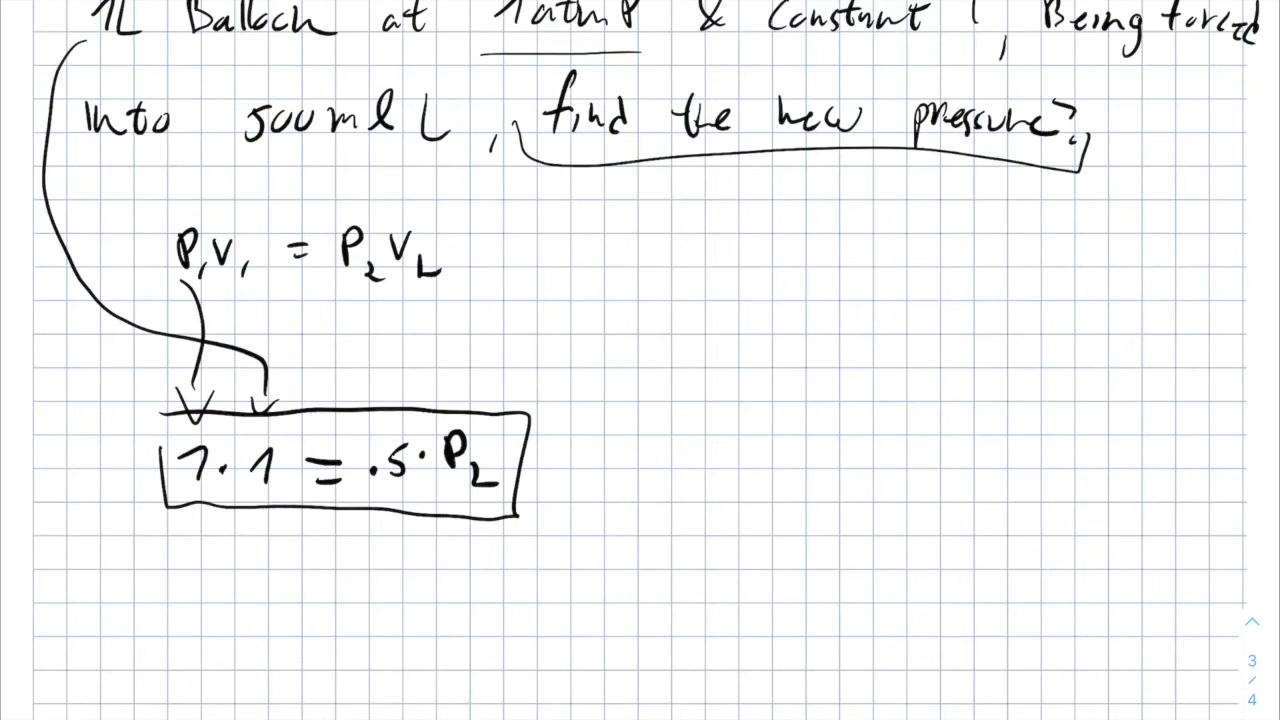 1L Balloon at 1atm P & Constant T, Being forced
into 500ml L, find the new pressure?
P₁V₁ = P₂V₂
1 · 1 = .5 · P₂
3
/
4